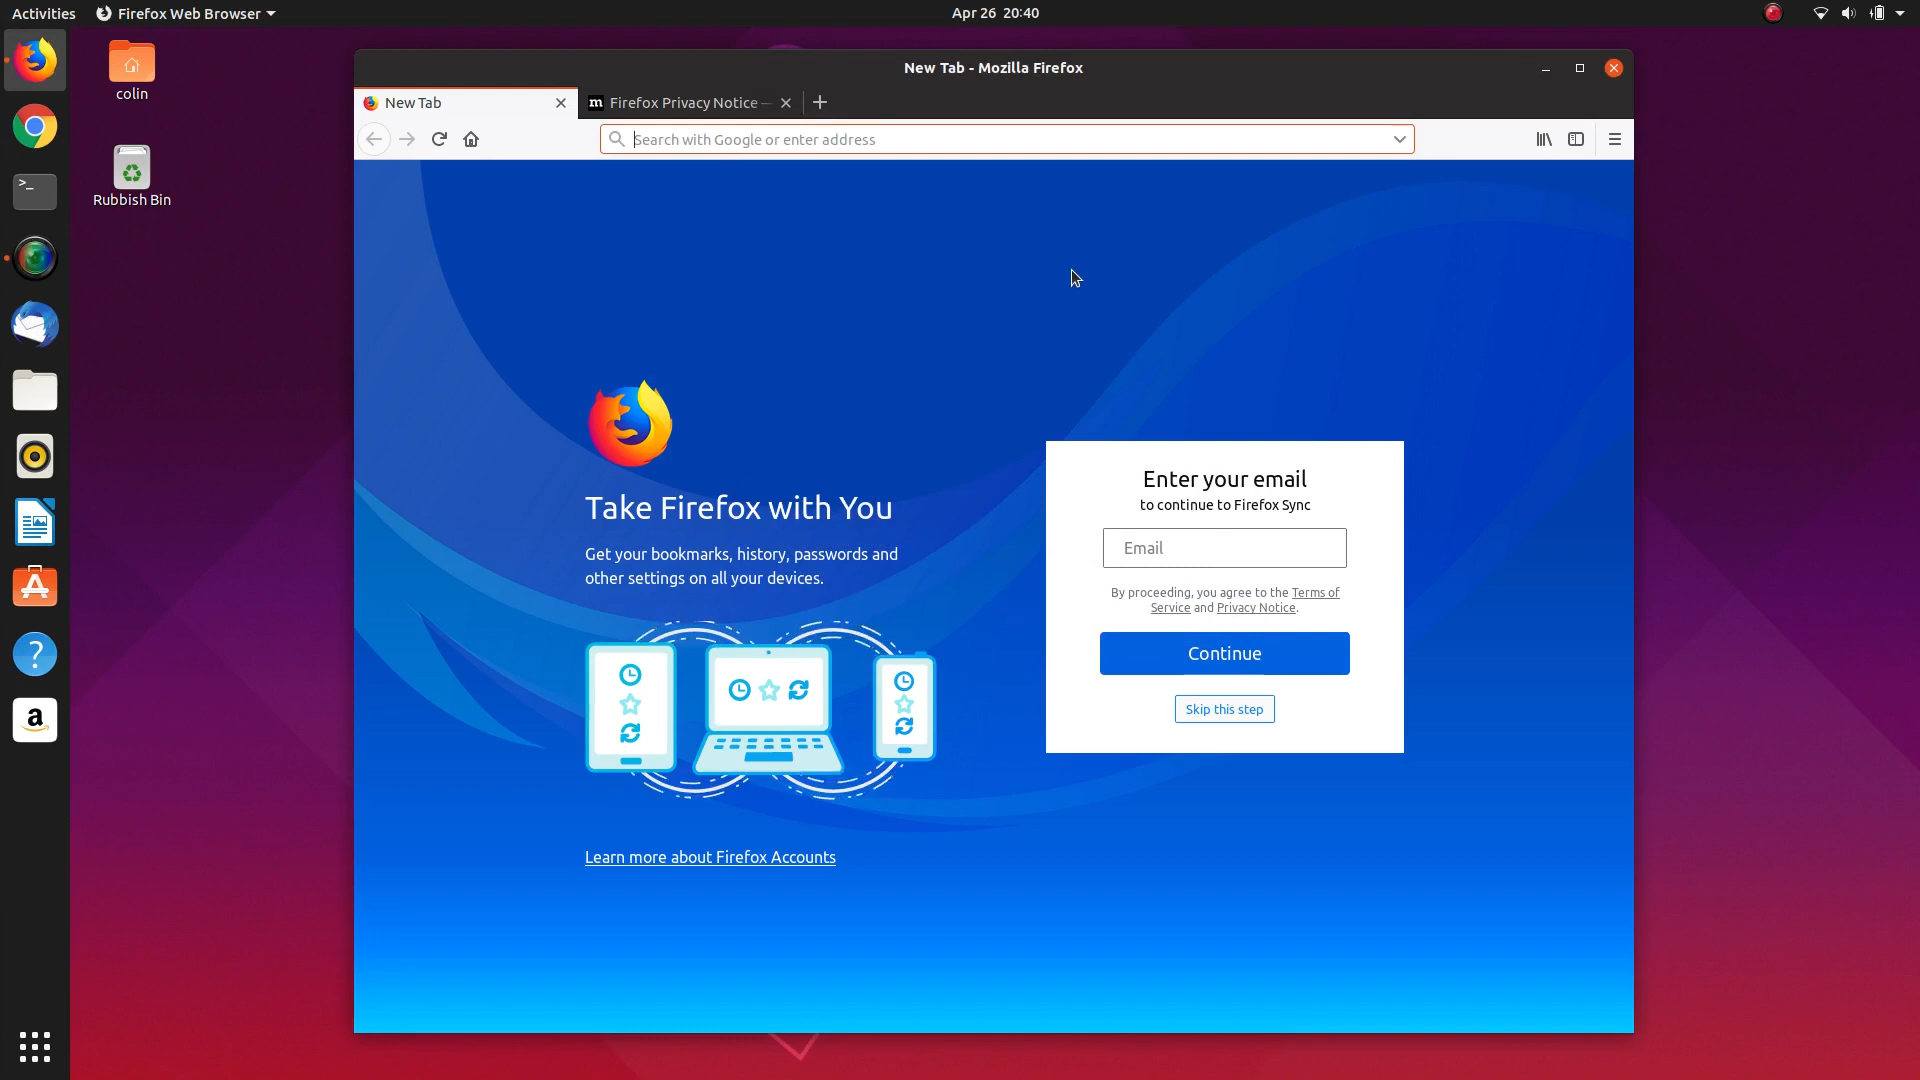 Activities
Firefox Web Browser
Apr 26 20:40
colin
Rubbish Bin
New Tab - Mozilla Firefox
New Tab
m Firefox Privacy Notice —
Search with Google or enter address
>_
Take Firefox with You
Get your bookmarks, history, passwords and
other settings on all your devices.
Learn more about Firefox Accounts
Enter your email
to continue to Firefox Sync
Email
By proceeding, you agree to the Terms of
Service and Privacy Notice.
Continue
Skip this step
?
a